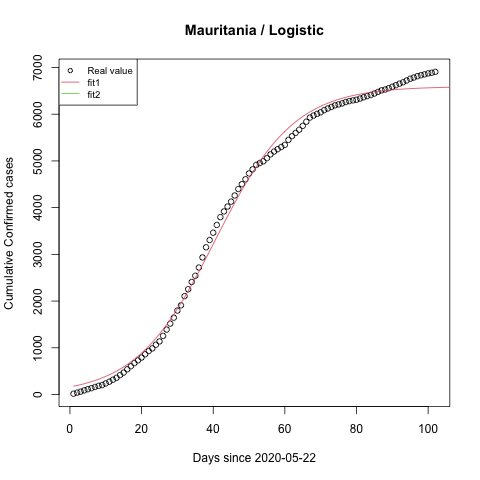 Mauritania / Logistic
Real value
fit1
fit2
Cumulative Confirmed cases
7000
6000
5000
4000
3000
2000
1000
0
0 20 40 60 80 100
Days since 2020-05-22